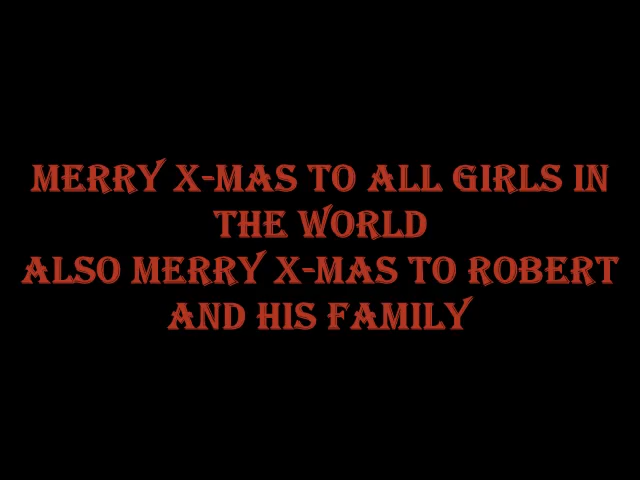 MERRY X-MAS TO ALL GIRLS IN
THE WORLD
ALSO MERRY X-MAS TO ROBERT
AND HIS FAMILY